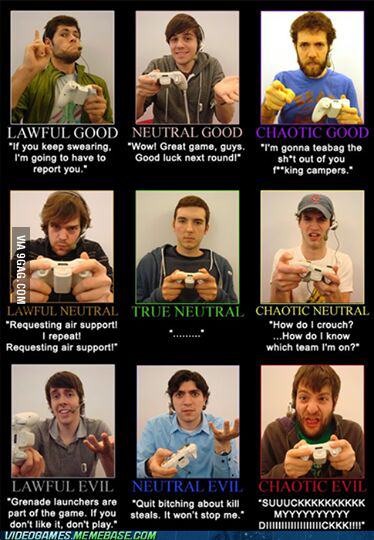 LAWFUL GOOD
"If you keep swearing,
I'm going to have to
report you."
NEUTRAL GOOD
"Wow! Great game, guys.
Good luck next round!"
CHAOTIC GOOD
"I'm gonna teabag the
sh*t out of you
f**king campers."
VIA 9GAG.COM
LAWFUL NEUTRAL
"Requesting air support!
I repeat!
Requesting air support!"
TRUE NEUTRAL
"........."
CHAOTIC NEUTRAL
"How do I crouch?
...How do I know
which team I'm on?"
LAWFUL EVIL
"Grenade launchers are
part of the game. If you
don't like it, don't play."
NEUTRAL EVIL
"Quit bitching about kill
steals. It won't stop me."
CHAOTIC EVIL
"SUUUCKKKKKKKKKKK
MYYYYYYYYYYY
DIIIIIIIIIIIIIIIIIICKKK!!!!"
VIDEOGAMES.MEMEBASE.COM